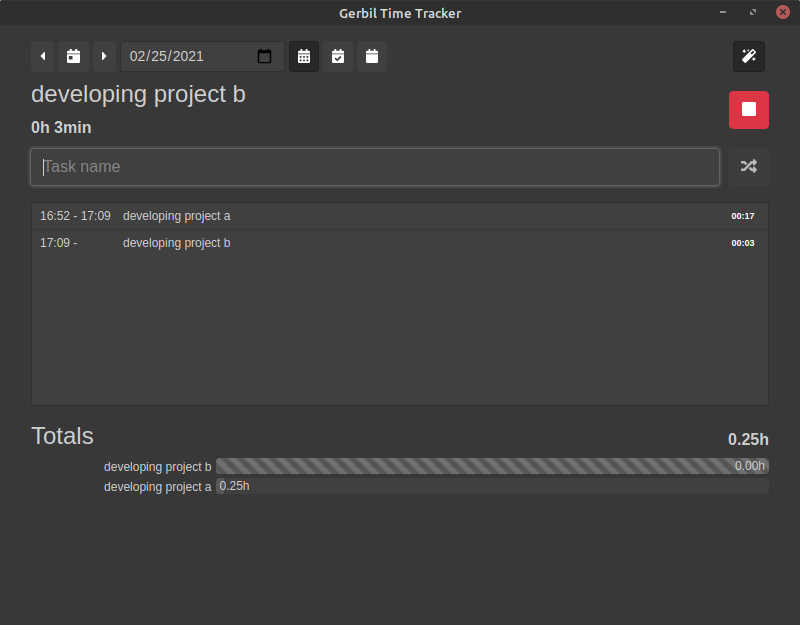 Gerbil Time Tracker
02/25/2021
developing project b
0h 3min
Task name
16:52 - 17:09 developing project a 00:17
17:09 - developing project b 00:03
Totals 0.25h
developing project b 0.00h
developing project a 0.25h